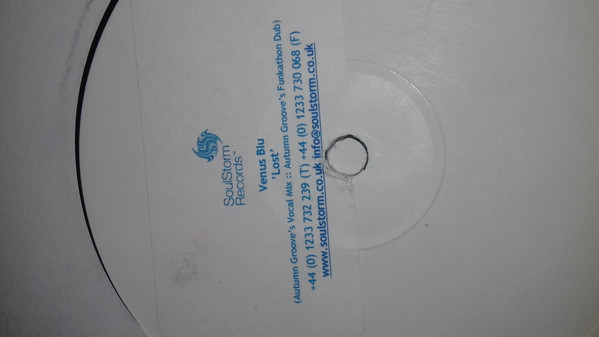 SoulStorm
Records™
Venus Blu
'Lost'
(Autumn Groove's Vocal Mix :: Autumn Groove's Funkathon Dub)
+44 (0) 1233 732 239 (T) +44 (0) 1233 730 068 (F)
www.soulstorm.co.uk info@soulstorm.co.uk